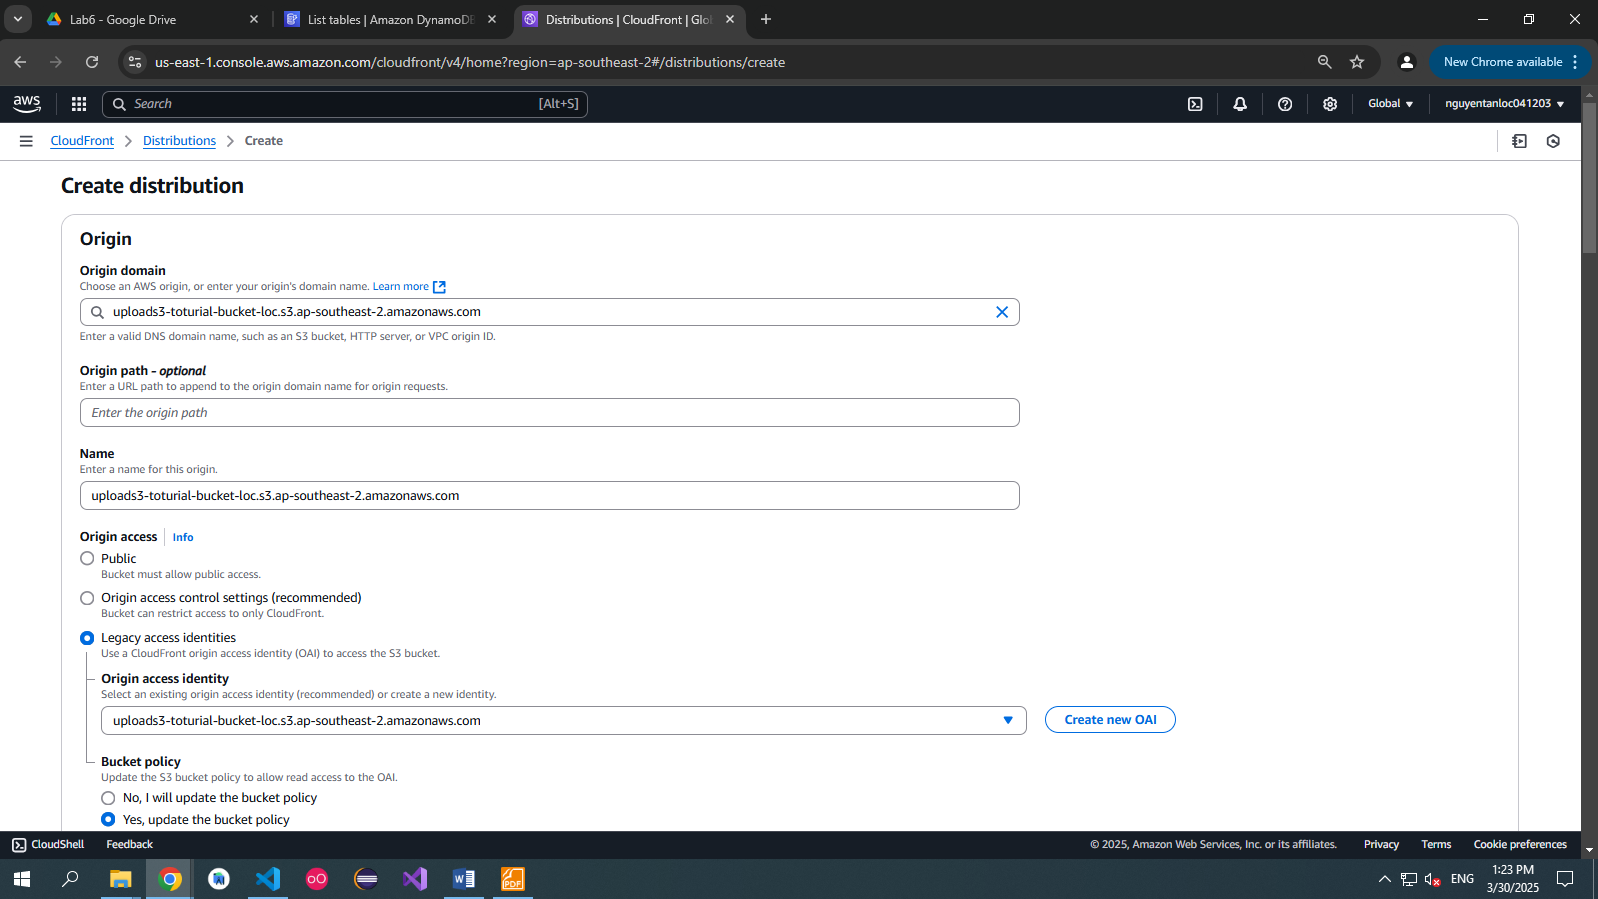 Lab6 - Google Drive
List tables | Amazon DynamoDB
Distributions | CloudFront | Glo
us-east-1.console.aws.amazon.com/cloudfront/v4/home?region=ap-southeast-2#/distributions/create
New Chrome available
aws
Search
[Alt+S]
Global
nguyentanloc041203
CloudFront
Distributions
Create
Create distribution
Origin
Origin domain
Choose an AWS origin, or enter your origin's domain name. Learn more
uploads3-toturial-bucket-loc.s3.ap-southeast-2.amazonaws.com
Enter a valid DNS domain name, such as an S3 bucket, HTTP server, or VPC origin ID.
Origin path - optional
Enter a URL path to append to the origin domain name for origin requests.
Enter the origin path
Name
Enter a name for this origin.
uploads3-toturial-bucket-loc.s3.ap-southeast-2.amazonaws.com
Origin access Info
Public
Bucket must allow public access.
Origin access control settings (recommended)
Bucket can restrict access to only CloudFront.
Legacy access identities
Use a CloudFront origin access identity (OAI) to access the S3 bucket.
Origin access identity
Select an existing origin access identity (recommended) or create a new identity.
uploads3-toturial-bucket-loc.s3.ap-southeast-2.amazonaws.com
Create new OAI
Bucket policy
Update the S3 bucket policy to allow read access to the OAI.
No, I will update the bucket policy
Yes, update the bucket policy
CloudShell
Feedback
© 2025, Amazon Web Services, Inc. or its affiliates.
Privacy
Terms
Cookie preferences
PDF
ENG
1:23 PM
3/30/2025